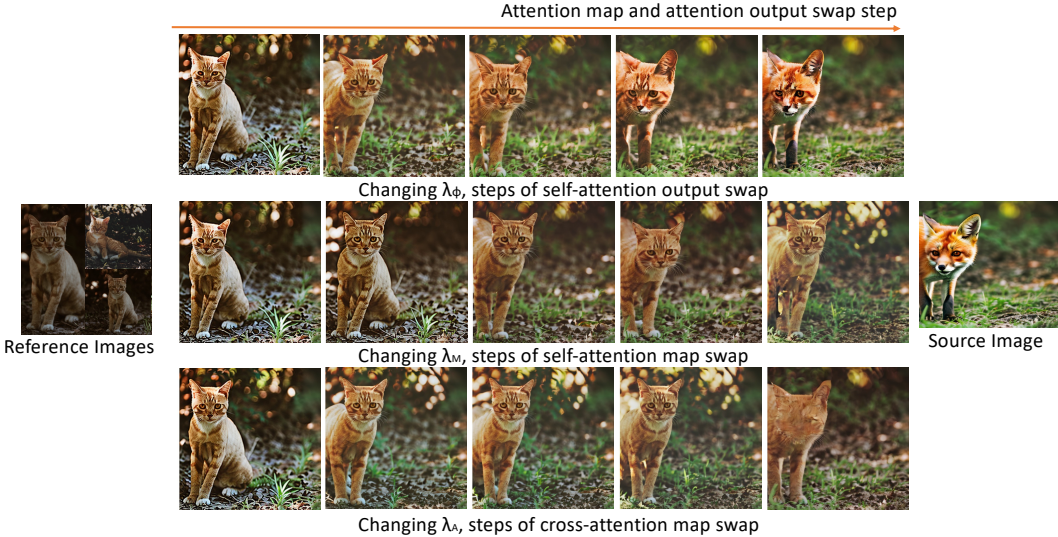 Attention map and attention output swap step
Changing λϕ, steps of self-attention output swap
Reference Images
Changing λM, steps of self-attention map swap
Source Image
Changing λA, steps of cross-attention map swap